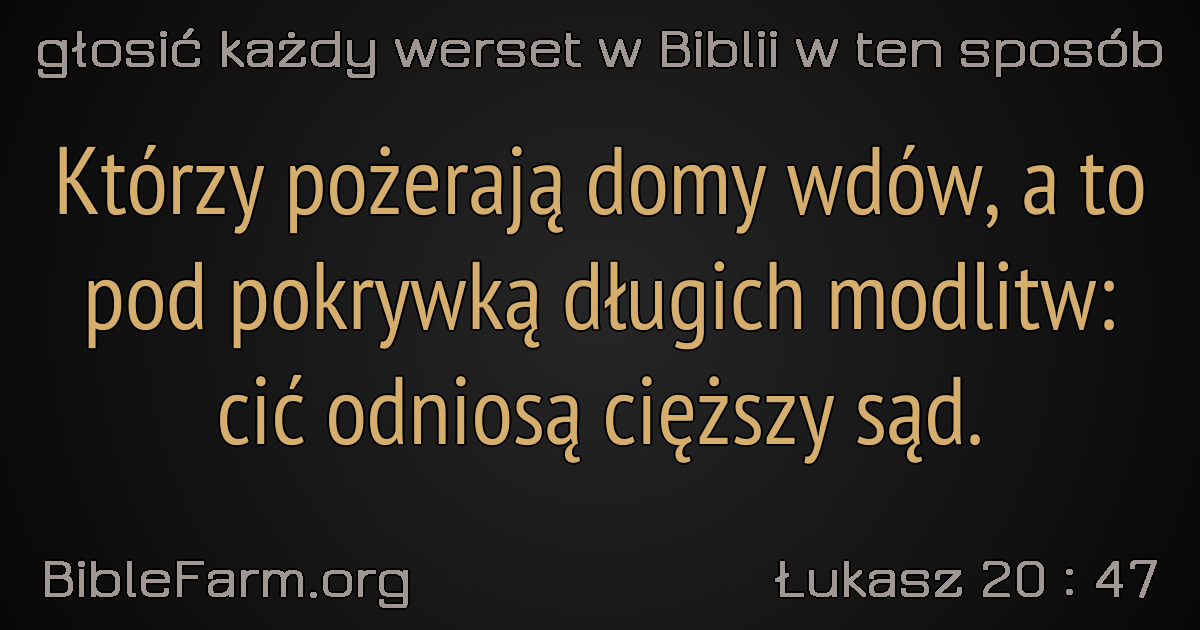 głosić każdy werset w Biblii w ten sposób
Którzy pożerają domy wdów, a to
pod pokrywką długich modlitw:
cić odniosą cięższy sąd.
BibleFarm.org
Łukasz 20 : 47